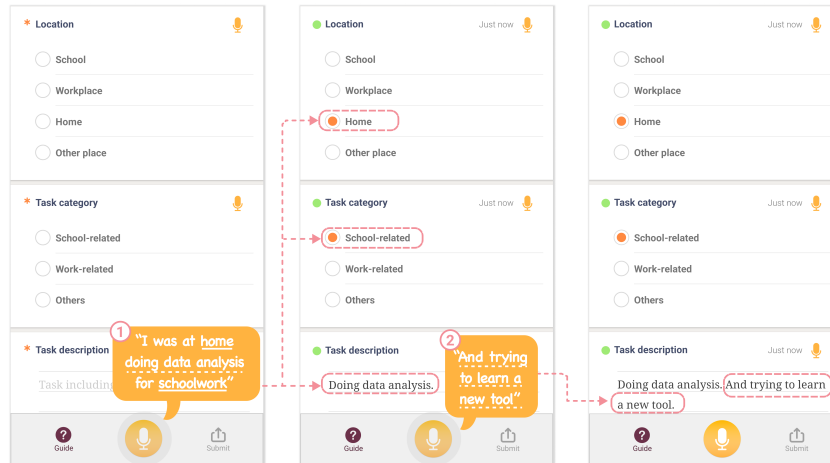 * Location
School
Workplace
Home
Other place
* Task category
School-related
Work-related
Others
* Task description
Task including
1
"I was at home
doing data analysis
for schoolwork"
?
Guide
Submit
Location Just now
School
Workplace
Home
Other place
Task category Just now
School-related
Work-related
Others
Task description
Doing data analysis.
2
"And trying
to learn a
new tool"
?
Guide
Submit
Location Just now
School
Workplace
Home
Other place
Task category Just now
School-related
Work-related
Others
Task description Just now
Doing data analysis. And trying to learn
a new tool.
?
Guide
Submit